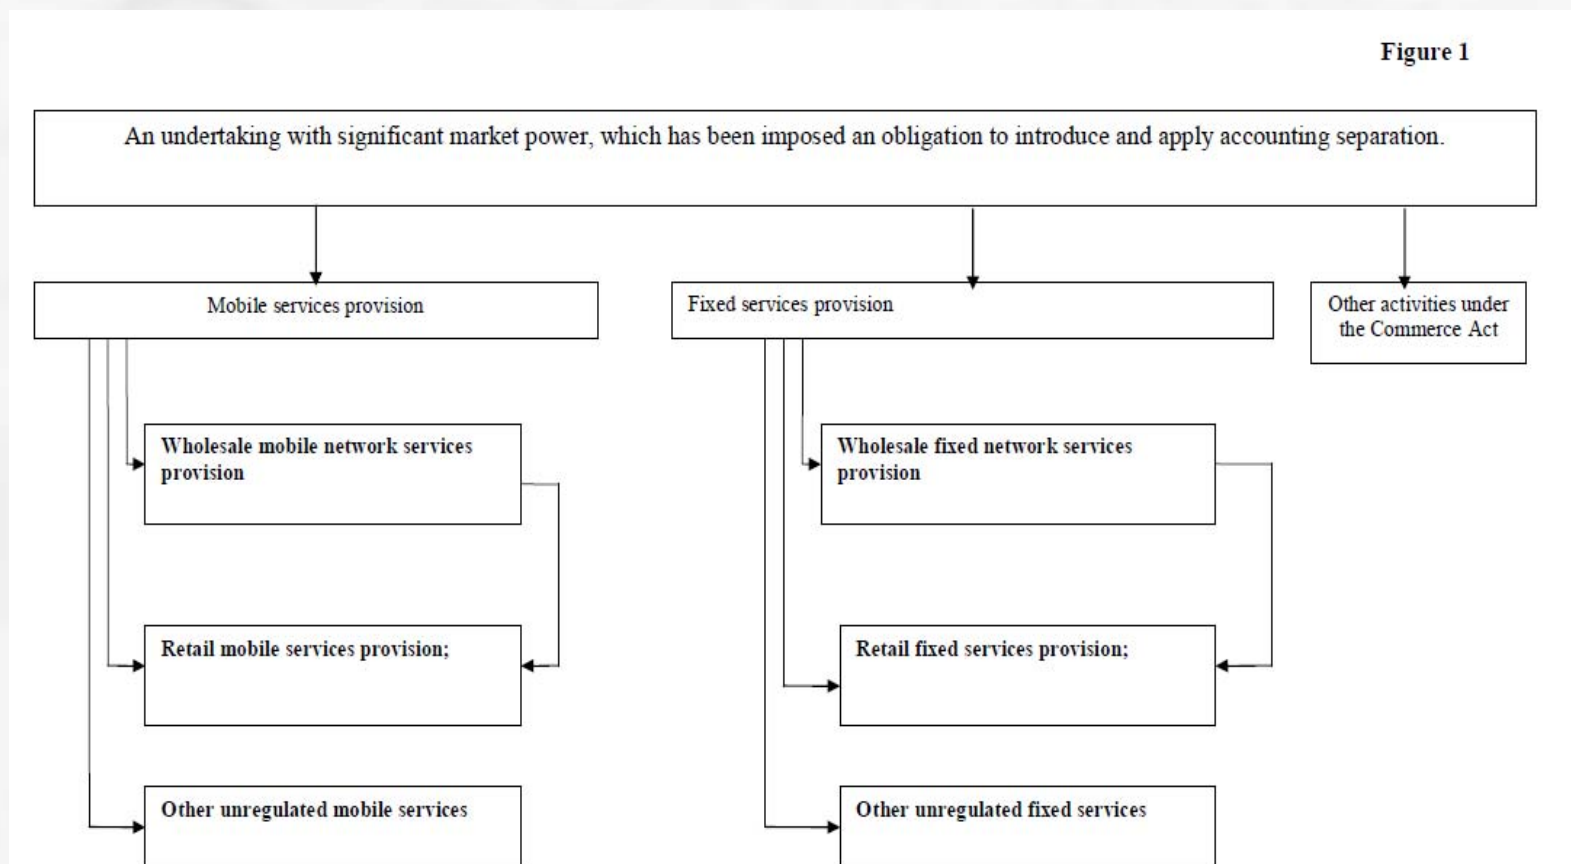 Figure 1
An undertaking with significant market power, which has been imposed an obligation to introduce and apply accounting separation.
Mobile services provision
Fixed services provision
Other activities under
the Commerce Act
Wholesale mobile network services
provision
Wholesale fixed network services
provision
Retail mobile services provision;
Retail fixed services provision;
Other unregulated mobile services
Other unregulated fixed services